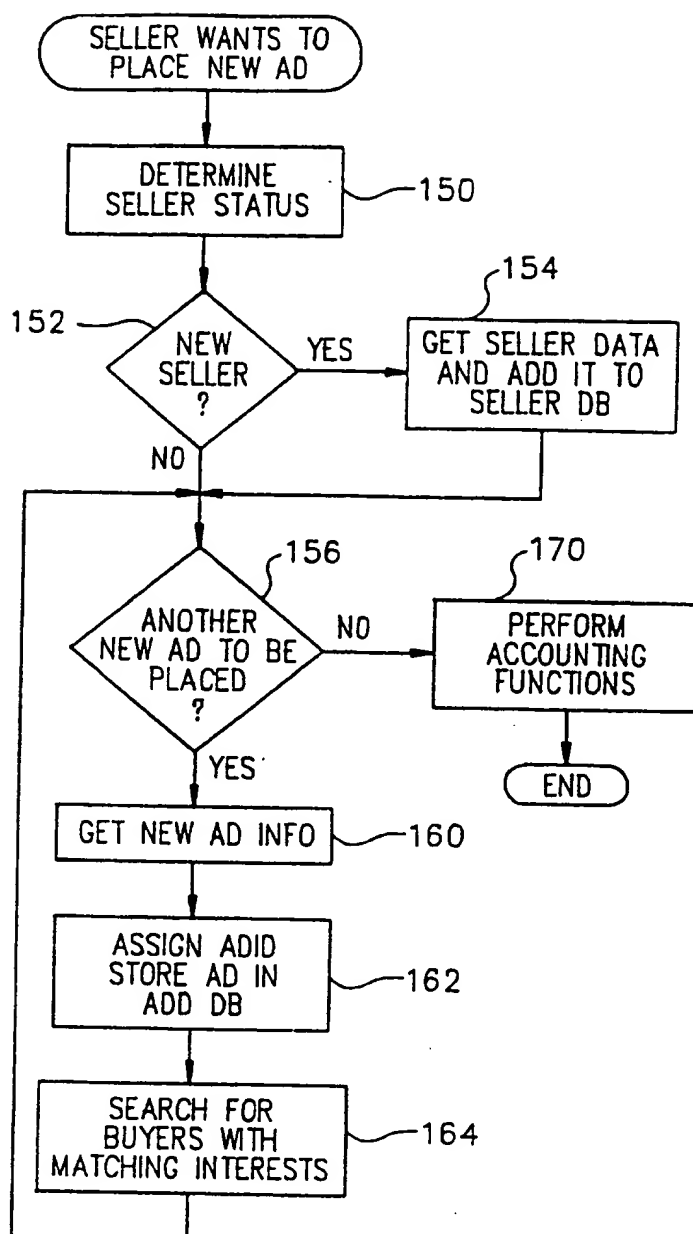 SELLER WANTS TO
PLACE NEW AD
DETERMINE
SELLER STATUS
150
152
NEW
SELLER
?
YES
154
GET SELLER DATA
AND ADD IT TO
SELLER DB
NO
156
ANOTHER
NEW AD TO BE
PLACED
?
NO
170
PERFORM
ACCOUNTING
FUNCTIONS
END
YES
GET NEW AD INFO
160
ASSIGN ADID
STORE AD IN
ADD DB
162
SEARCH FOR
BUYERS WITH
MATCHING INTERESTS
164